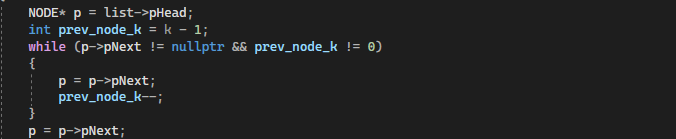 NODE* p = list->pHead;
int prev_node_k = k - 1;
while (p->pNext != nullptr && prev_node_k != 0)
{
p = p->pNext;
prev_node_k--;
}
p = p->pNext;